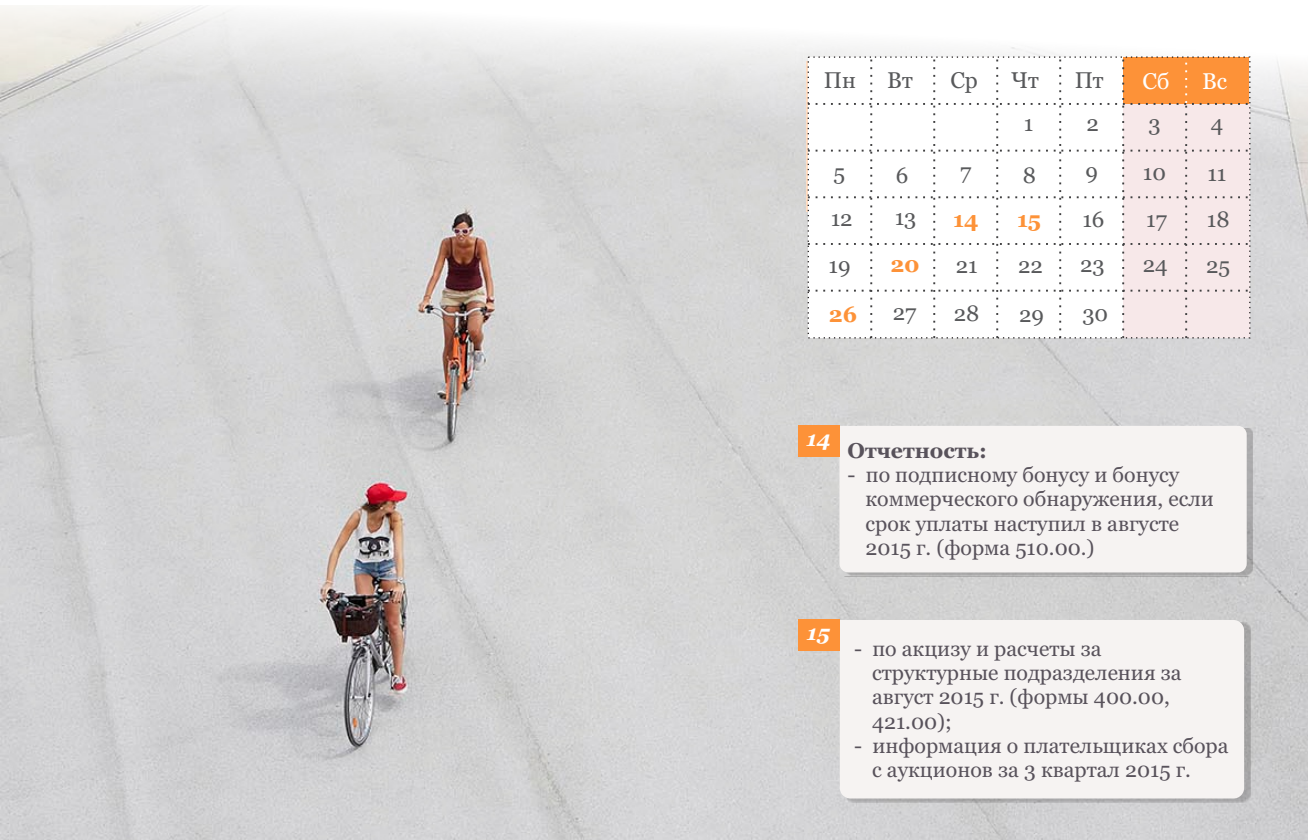 Пн Вт Ср Чт Пт Сб Вс
1 2 3 4
5 6 7 8 9 10 11
12 13 14 15 16 17 18
19 20 21 22 23 24 25
26 27 28 29 30
14
Отчетность:
- по подписному бонусу и бонусу
коммерческого обнаружения, если
срок уплаты наступил в августе
2015 г. (форма 510.00.)
15
- по акцизу и расчеты за
структурные подразделения за
август 2015 г. (формы 400.00,
421.00);
- информация о плательщиках сбора
с аукционов за 3 квартал 2015 г.